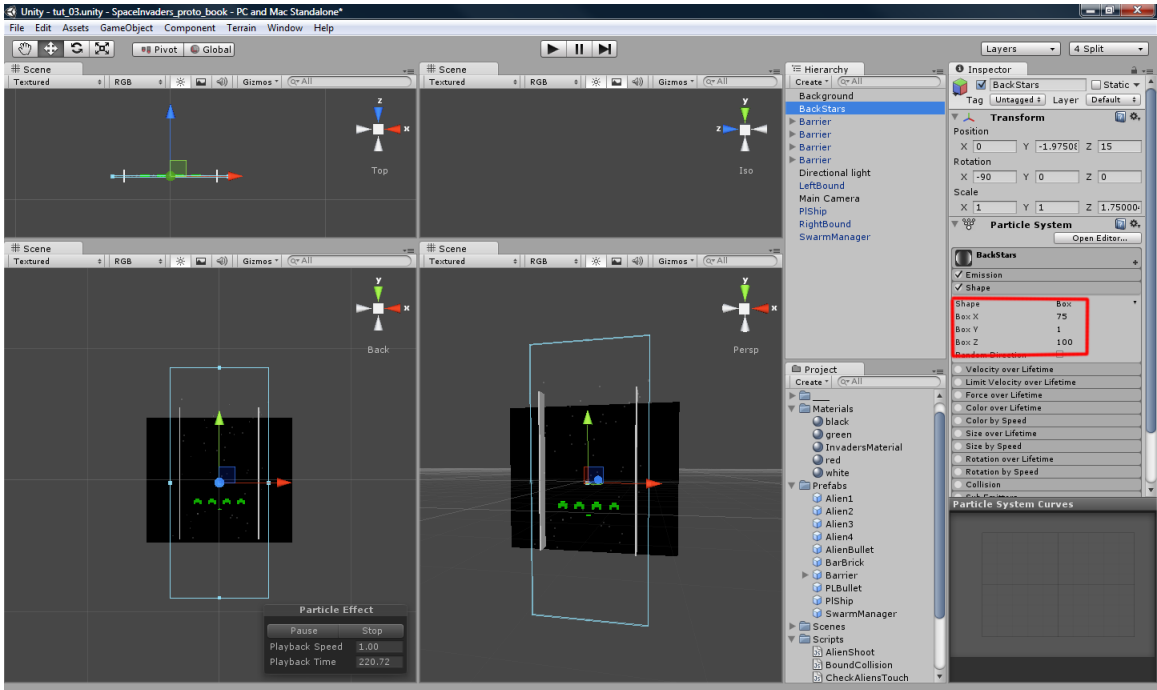 Unity - tut_03.unity - SpaceInvaders_proto_book - PC and Mac Standalone*
File Edit Assets GameObject Component Terrain Window Help
Pivot Global Layers 4 Split
# Scene
Textured RGB Gizmos All
z
x
Top
# Scene
Textured RGB Gizmos All
y
z
Iso
# Scene
Textured RGB Gizmos All
y
x
Back
Particle Effect
Pause Stop
Playback Speed 1.00
Playback Time 220.72
# Scene
Textured RGB Gizmos All
y
x
Persp
Hierarchy
Create All
Background
BackStars
Barrier
Barrier
Barrier
Barrier
Directional light
LeftBound
Main Camera
PlShip
RightBound
SwarmManager
Project
Create All
___
Materials
black
green
InvadersMaterial
red
white
Prefabs
Alien1
Alien2
Alien3
Alien4
AlienBullet
BarBrick
Barrier
PLBullet
PlShip
SwarmManager
Scenes
Scripts
AlienShoot
BoundCollision
CheckAliensTouch
Inspector
BackStars Static
Tag Untagged Layer Default
Transform
Position
X 0 Y -1.97508 Z 15
Rotation
X -90 Y 0 Z 0
Scale
X 1 Y 1 Z 1.75000
Particle System
Open Editor...
BackStars
Emission
Shape
Shape Box
Box X 75
Box Y 1
Box Z 100
Random Direction
Velocity over Lifetime
Limit Velocity over Lifetime
Force over Lifetime
Color over Lifetime
Color by Speed
Size over Lifetime
Size by Speed
Rotation over Lifetime
Rotation by Speed
Collision
Sub Emitters
Particle System Curves